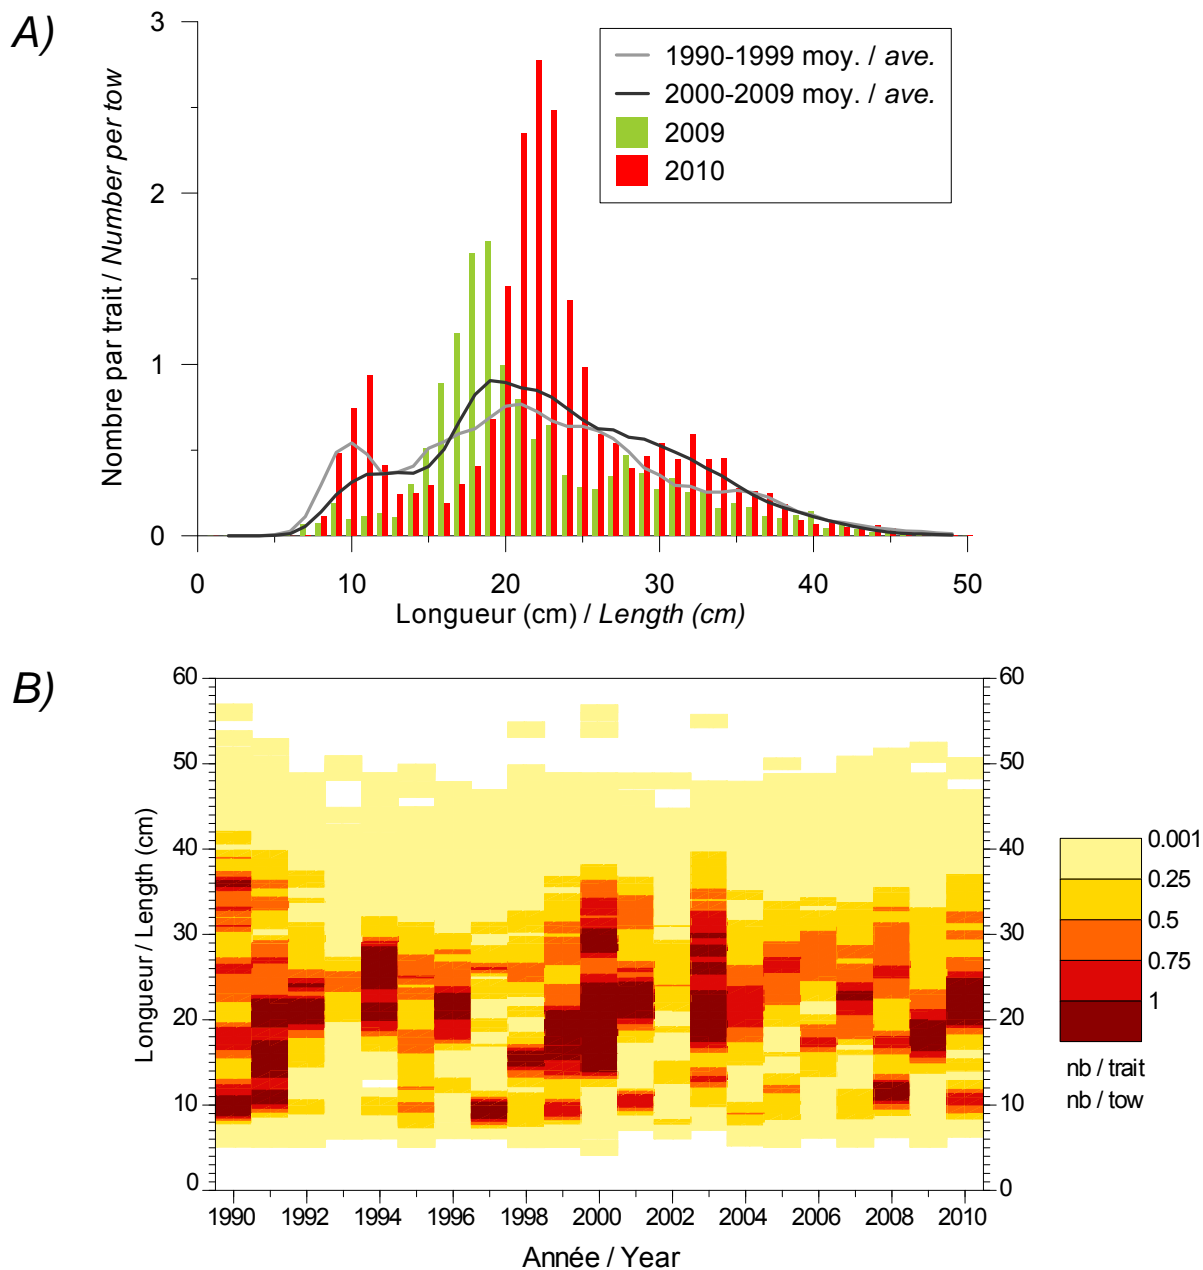 A)
Nombre par trait / Number per tow
3
2
1
0
1990-1999 moy. / ave.
2000-2009 moy. / ave.
2009
2010
0 10 20 30 40 50
Longueur (cm) / Length (cm)
B)
Longueur / Length (cm)
60
50
40
30
20
10
0
60
50
40
30
20
10
0
0.001
0.25
0.5
0.75
1
nb / trait
nb / tow
1990 1992 1994 1996 1998 2000 2002 2004 2006 2008 2010
Année / Year